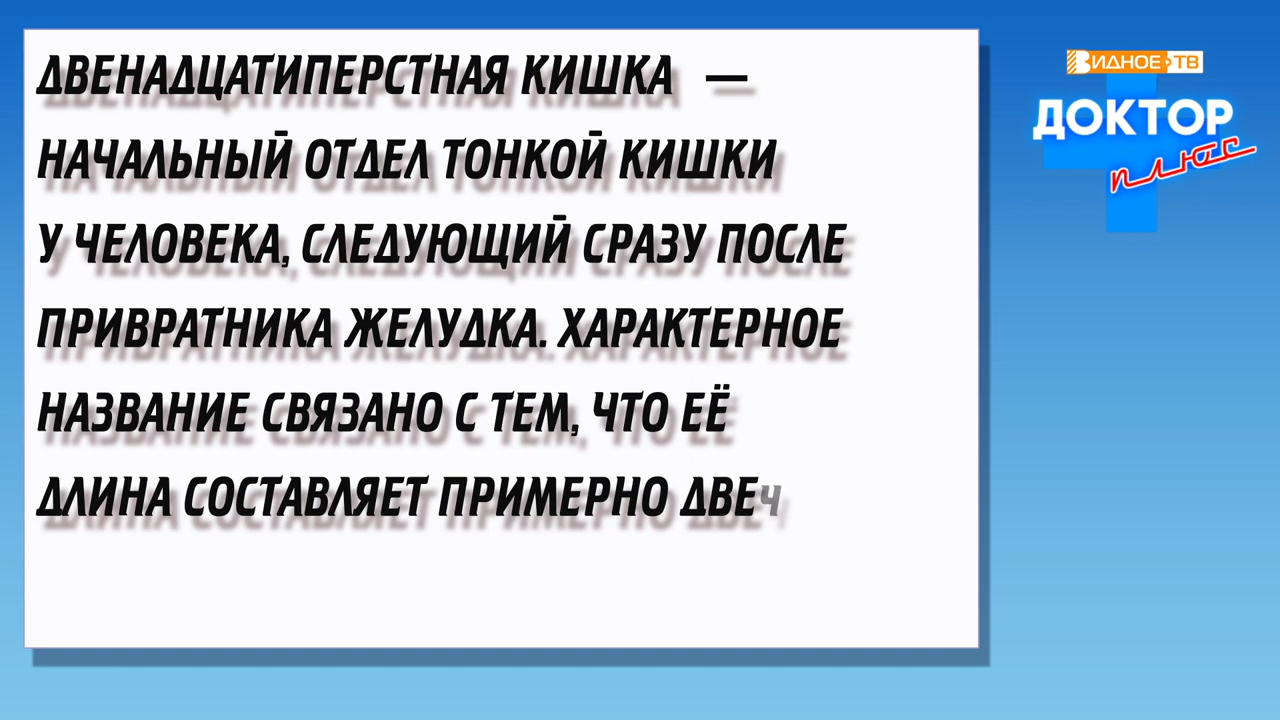 ДВЕНАДЦАТИПЕРСТНАЯ КИШКА —
НАЧАЛЬНЫЙ ОТДЕЛ ТОНКОЙ КИШКИ
У ЧЕЛОВЕКА, СЛЕДУЮЩИЙ СРАЗУ ПОСЛЕ
ПРИВРАТНИКА ЖЕЛУДКА. ХАРАКТЕРНОЕ
НАЗВАНИЕ СВЯЗАНО С ТЕМ, ЧТО ЕЁ
ДЛИНА СОСТАВЛЯЕТ ПРИМЕРНО ДВЕЧ
ВИДНОЕ ТВ
ДОКТОР
плюс